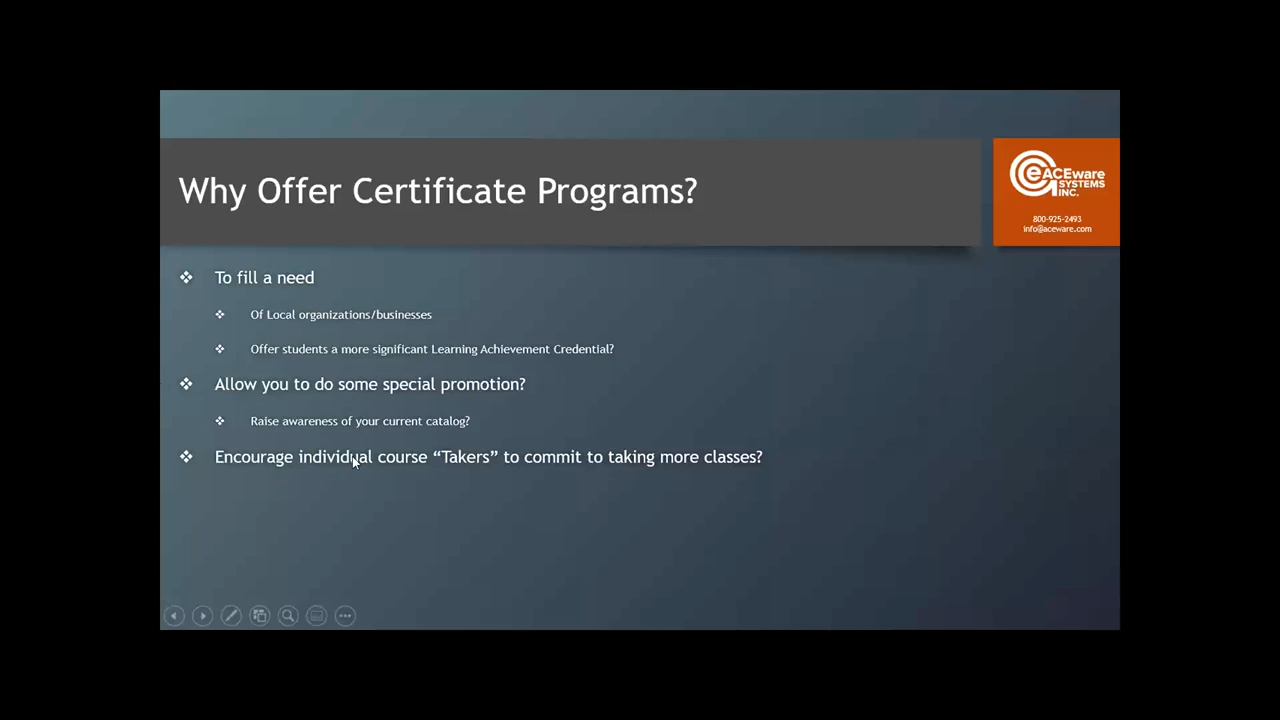 Why Offer Certificate Programs?
eACEware
SYSTEMS
INC.
800-925-2493
info@aceware.com
To fill a need
Of Local organizations/businesses
Offer students a more significant Learning Achievement Credential?
Allow you to do some special promotion?
Raise awareness of your current catalog?
Encourage individual course “Takers” to commit to taking more classes?